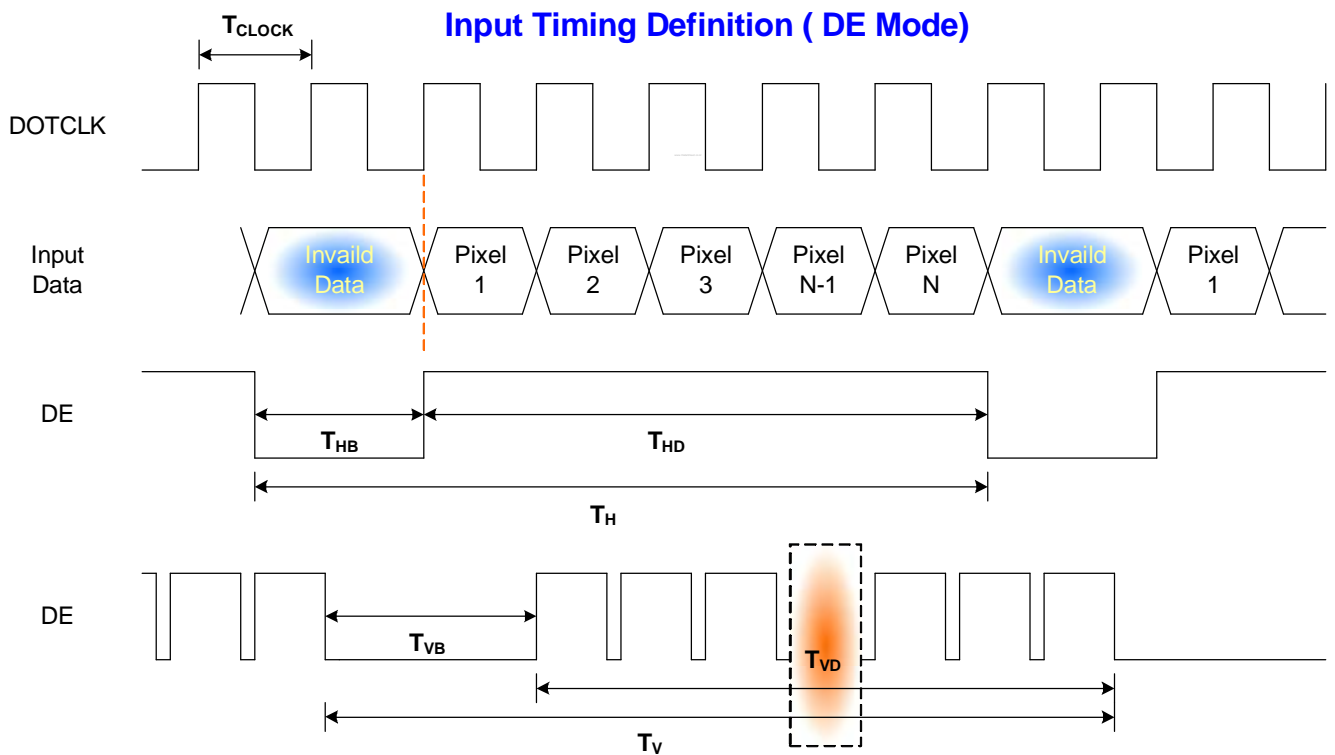 Input Timing Definition ( DE Mode)
TCLOCK
DOTCLK
Input
Data
Invaild
Data
Pixel
1
Pixel
2
Pixel
3
Pixel
N-1
Pixel
N
Invaild
Data
Pixel
1
DE
THB
THD
TH
DE
TVB
TVD
TV